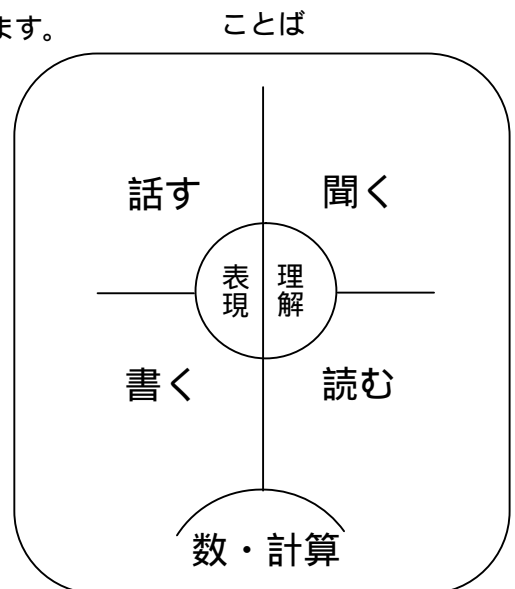 ます。
ことば
話す
聞く
表現
理解
書く
読む
数・計算